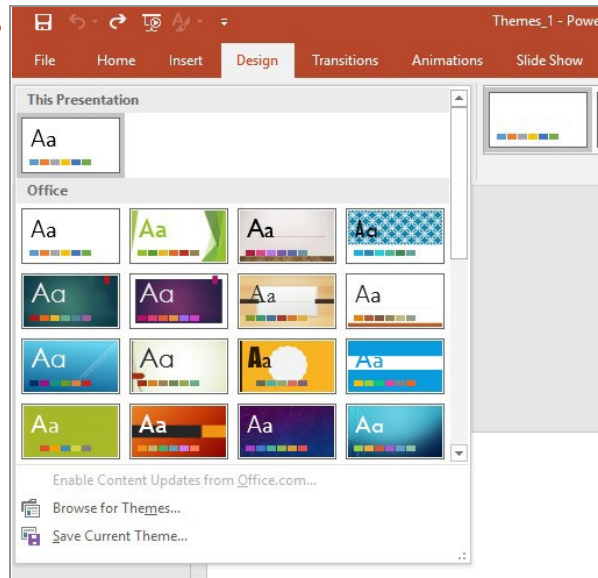 Themes_1 - Powe
File Home Insert Design Transitions Animations Slide Show
This Presentation
Aa
Office
Aa Aa Aa Aa
Aa Aa Aa Aa
Aa Aa Aa Aa
Aa Aa Aa Aa
Enable Content Updates from Office.com...
Browse for Themes...
Save Current Theme...